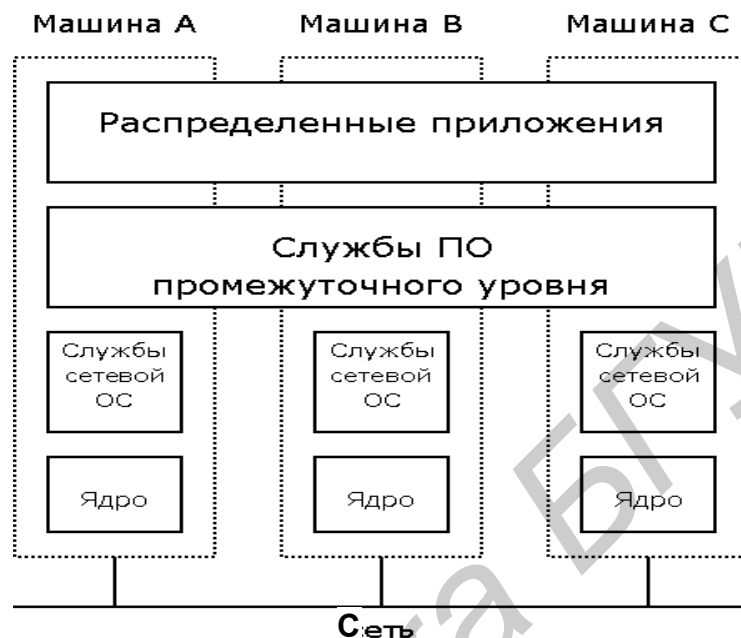 Машина A Машина B Машина C
Распределенные приложения
Службы ПО
промежуточного уровня
Службы Службы Службы
сетевой сетевой сетевой
ОС ОС ОС
Ядро Ядро Ядро
Сеть